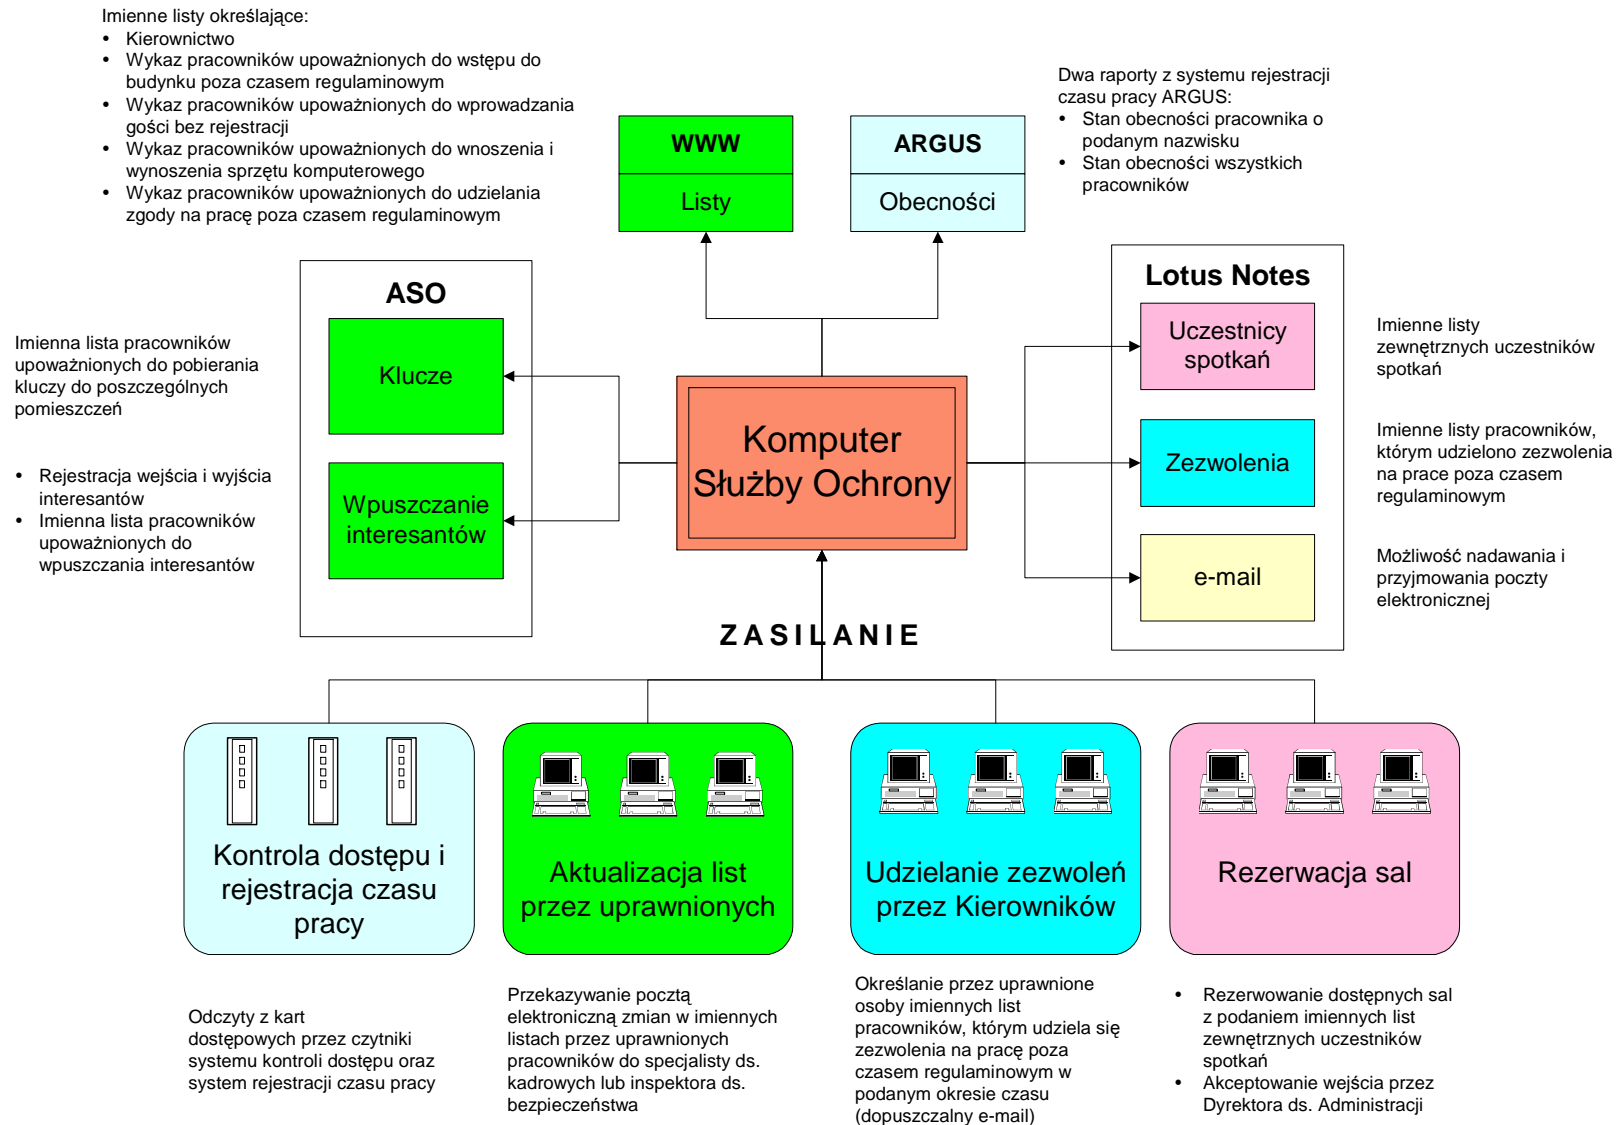 Imienne listy określające:
• Kierownictwo
• Wykaz pracowników upoważnionych do wstępu do
budynku poza czasem regulaminowym
• Wykaz pracowników upoważnionych do wprowadzania
gości bez rejestracji
• Wykaz pracowników upoważnionych do wnoszenia i
wynoszenia sprzętu komputerowego
• Wykaz pracowników upoważnionych do udzielania
zgody na pracę poza czasem regulaminowym
WWW
Listy
ARGUS
Obecności
Dwa raporty z systemu rejestracji
czasu pracy ARGUS:
• Stan obecności pracownika o
podanym nazwisku
• Stan obecności wszystkich
pracowników
Imienna lista pracowników
upoważnionych do pobierania
kluczy do poszczególnych
pomieszczeń
• Rejestracja wejścia i wyjścia
interesantów
• Imienna lista pracowników
upoważnionych do
wpuszczania interesantów
ASO
Klucze
Wpuszczanie
interesantów
Komputer
Służby Ochrony
Lotus Notes
Uczestnicy
spotkań
Zezwolenia
e-mail
Imienne listy
zewnętrznych uczestników
spotkań
Imienne listy pracowników,
którym udzielono zezwolenia
na prace poza czasem
regulaminowym
Możliwość nadawania i
przyjmowania poczty
elektronicznej
ZASILANIE
Kontrola dostępu i
rejestracja czasu
pracy
Aktualizacja list
przez uprawnionych
Udzielanie zezwoleń
przez Kierowników
Rezerwacja sal
Odczyty z kart
dostępowych przez czytniki
systemu kontroli dostępu oraz
system rejestracji czasu pracy
Przekazywanie pocztą
elektroniczną zmian w imiennych
listach przez uprawnionych
pracowników do specjalisty ds.
kadrowych lub inspektora ds.
bezpieczeństwa
Określanie przez uprawnione
osoby imiennych list
pracowników, którym udziela się
zezwolenia na pracę poza
czasem regulaminowym w
podanym okresie czasu
(dopuszczalny e-mail)
• Rezerwowanie dostępnych sal
z podaniem imiennych list
zewnętrznych uczestników
spotkań
• Akceptowanie wejścia przez
Dyrektora ds. Administracji